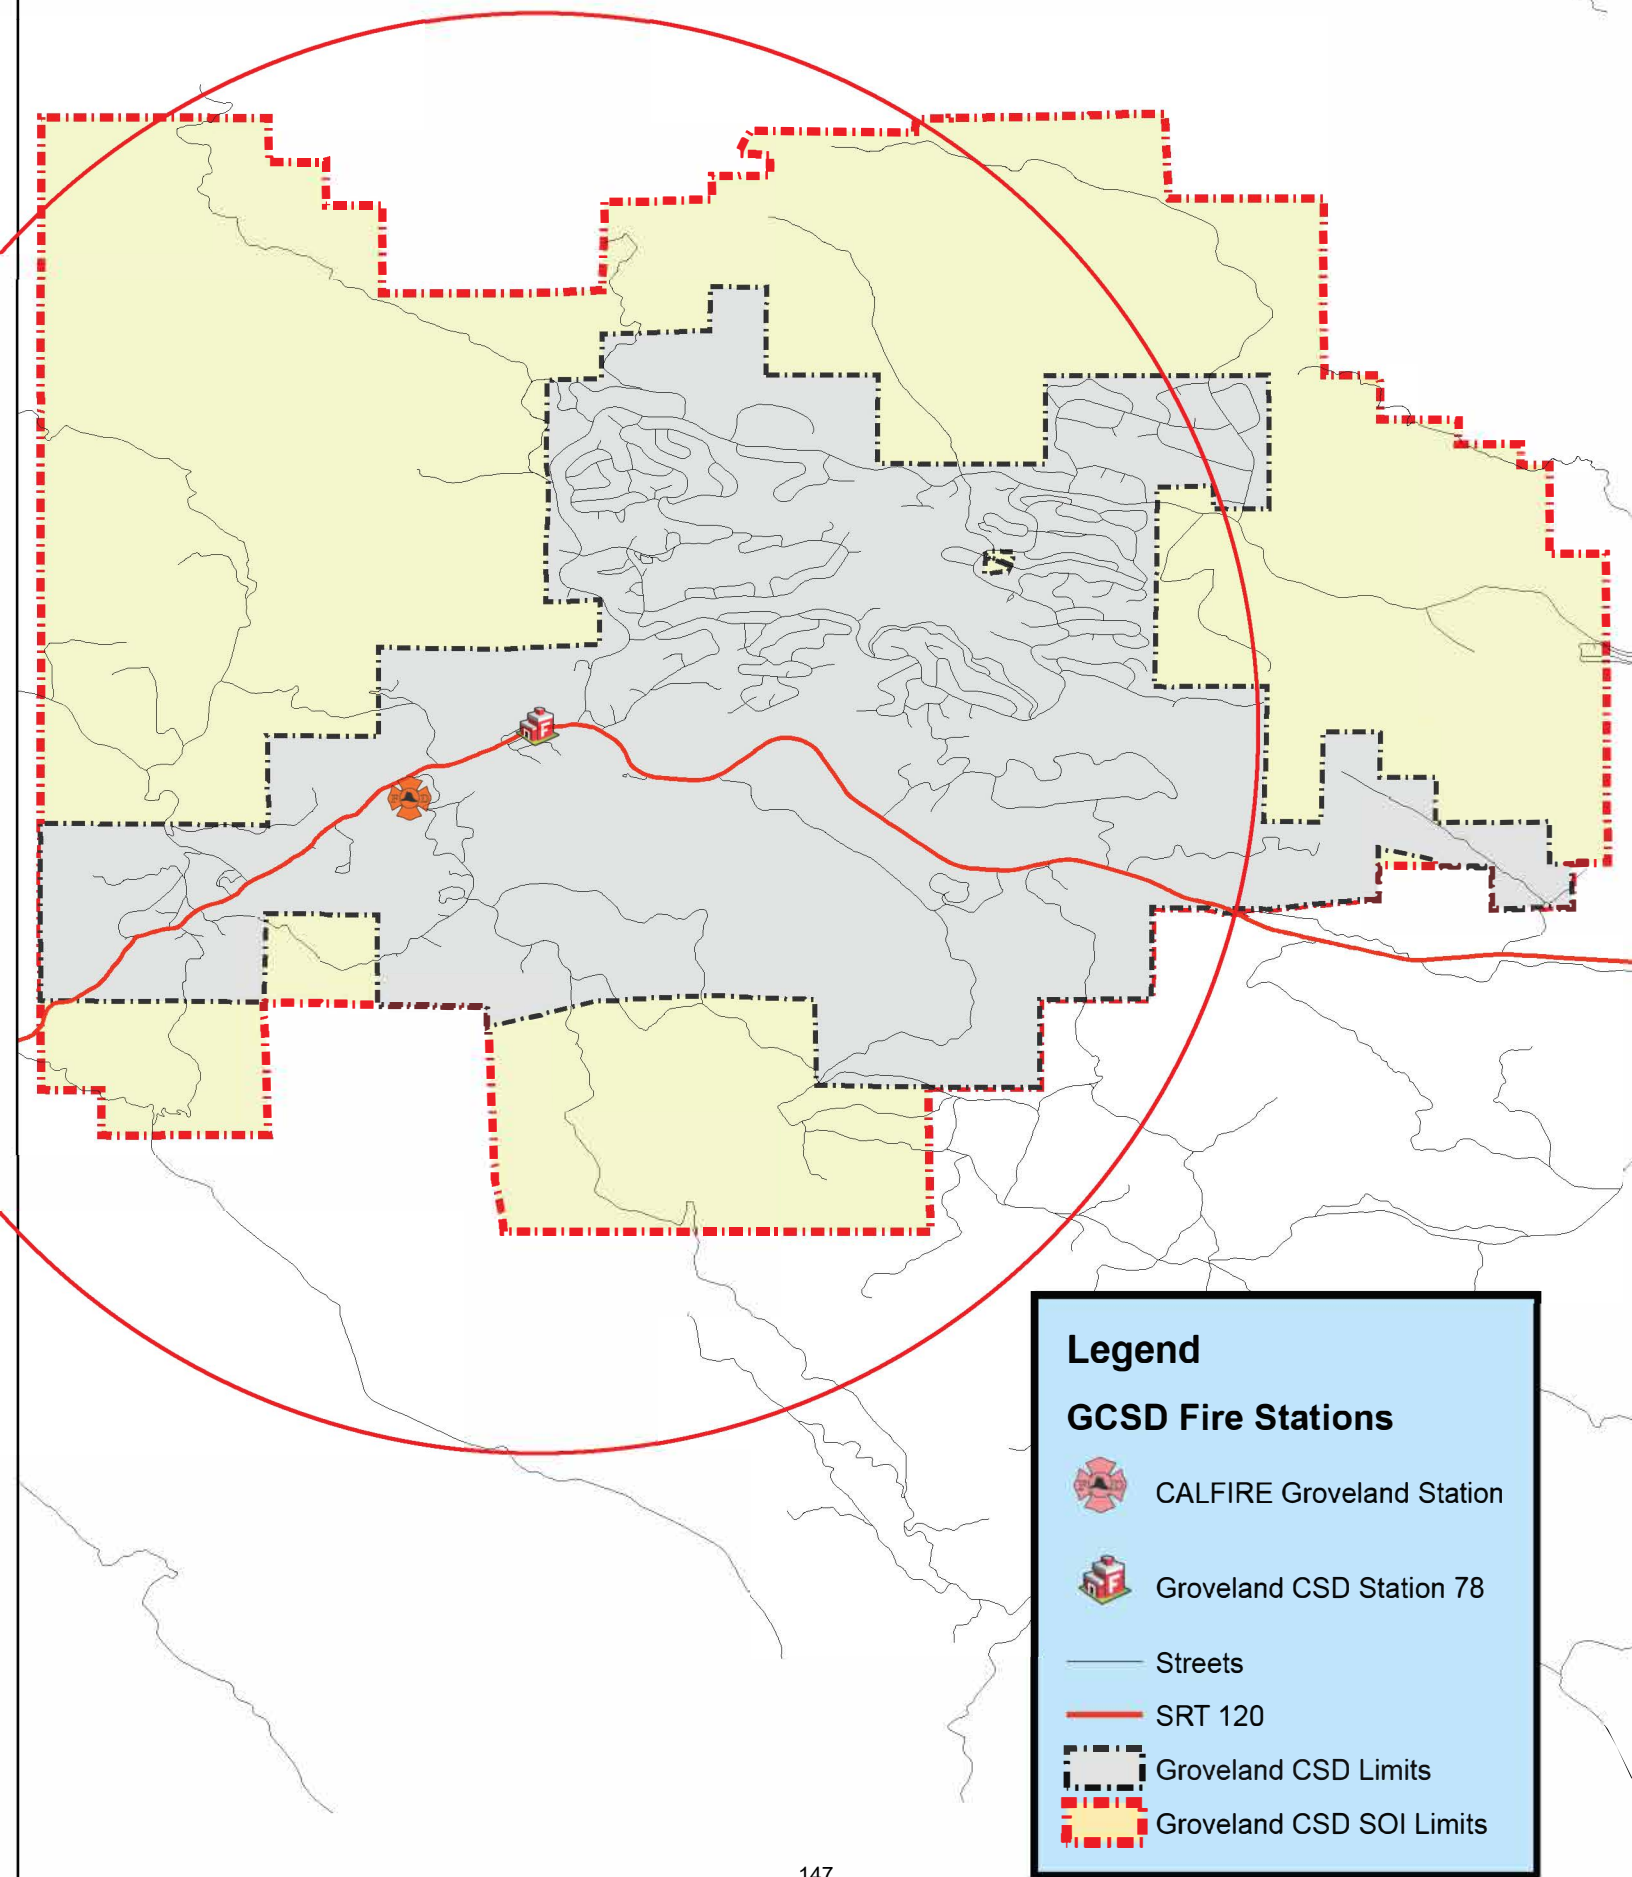 Legend
GCSD Fire Stations
CALFIRE Groveland Station
Groveland CSD Station 78
Streets
SRT 120
Groveland CSD Limits
Groveland CSD SOI Limits
147